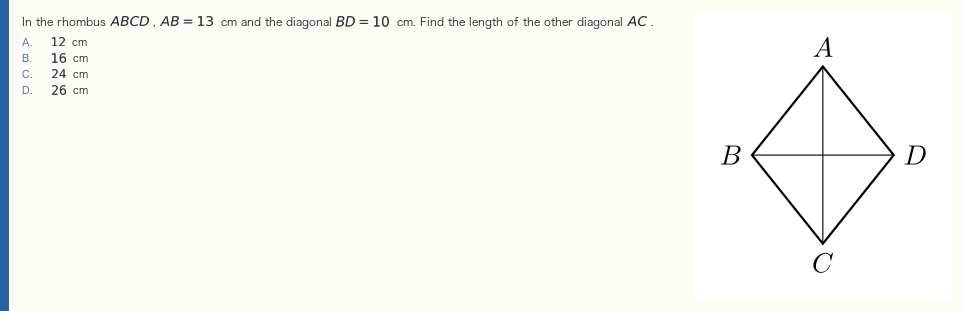 In the rhombus ABCD , AB = 13 cm and the diagonal BD = 10 cm. Find the length of the other diagonal AC .
A. 12 cm
B. 16 cm
C. 24 cm
D. 26 cm
A
B
D
C